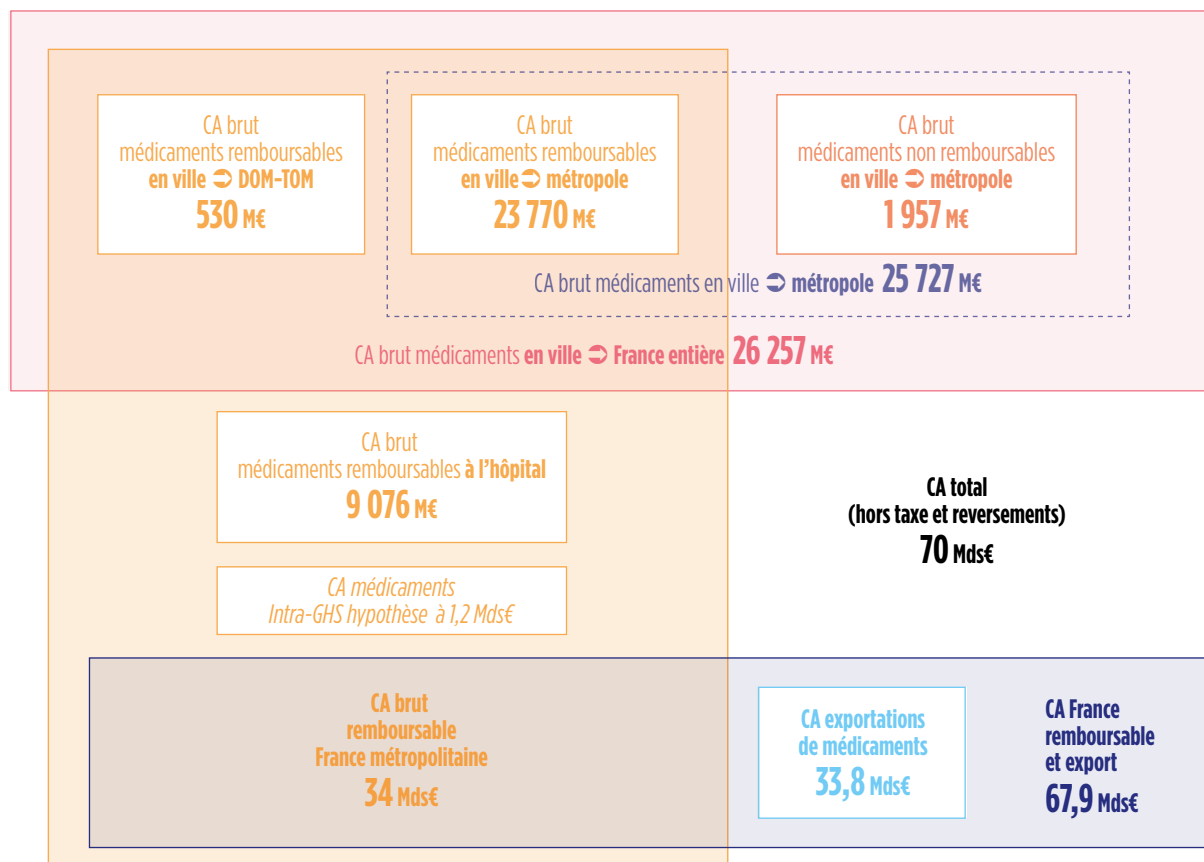 CA brut
médicaments remboursables
en ville ➲ DOM-TOM
530 M€
CA brut
médicaments remboursables
en ville ➲ métropole
23 770 M€
CA brut
médicaments non remboursables
en ville ➲ métropole
1 957 M€
CA brut médicaments en ville ➲ métropole 25 727 M€
CA brut médicaments en ville ➲ France entière 26 257 M€
CA brut
médicaments remboursables à l’hôpital
9 076 M€
CA total
(hors taxe et reversements)
70 Mds€
CA médicaments
Intra-GHS hypothèse à 1,2 Mds€
CA brut
remboursable
France métropolitaine
34 Mds€
CA exportations
de médicaments
33,8 Mds€
CA France
remboursable
et export
67,9 Mds€